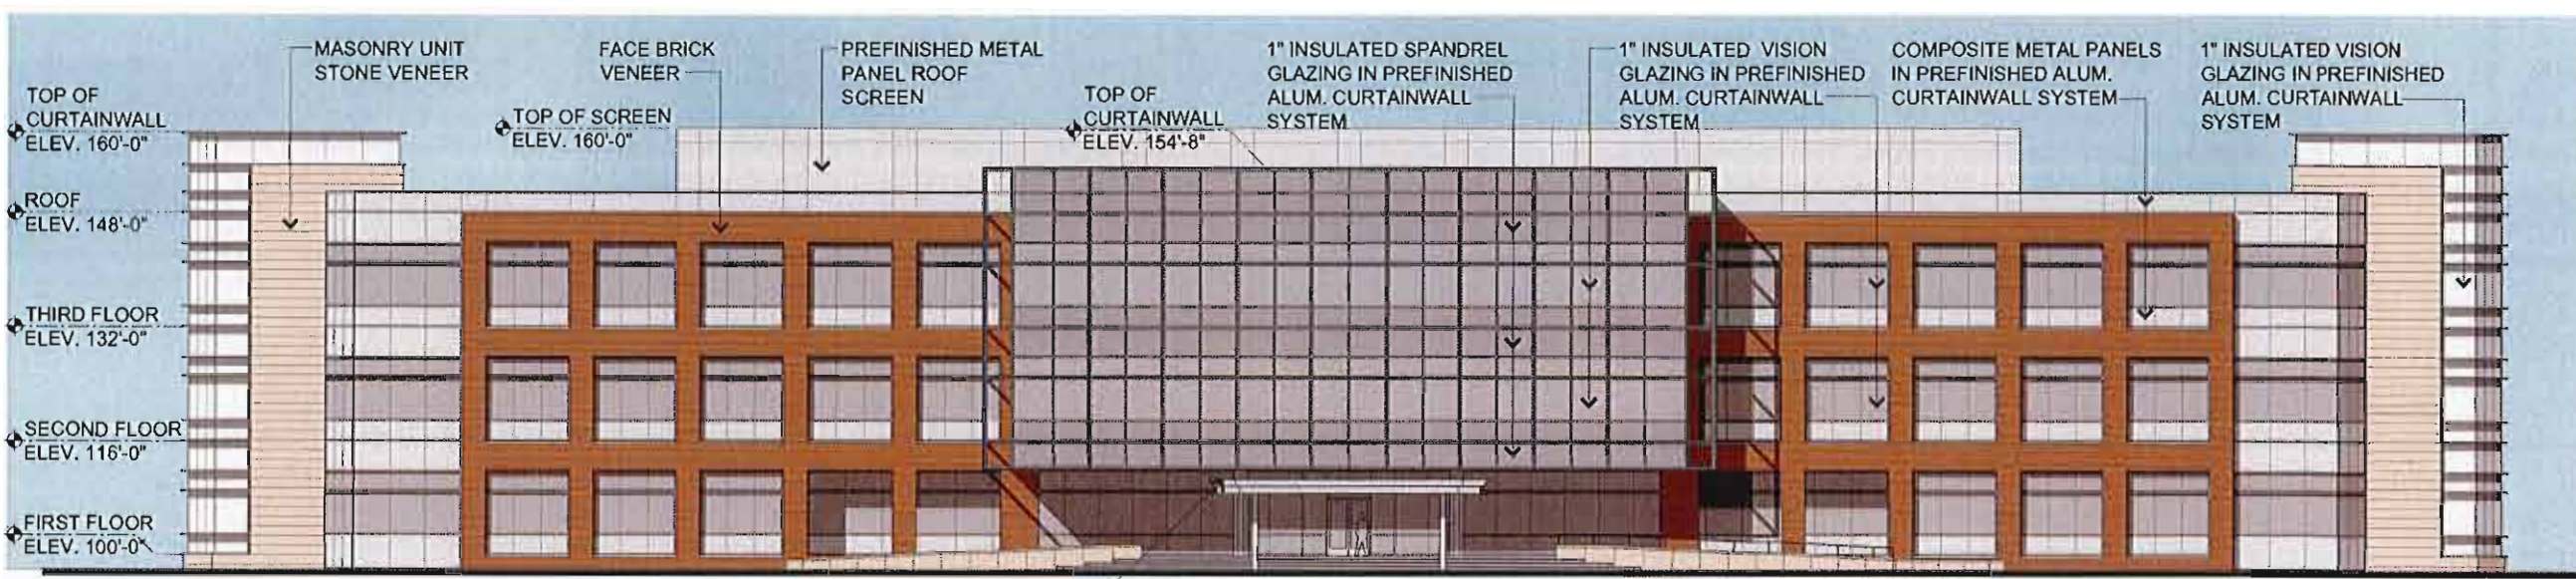 MASONRY UNIT
STONE VENEER
FACE BRICK
VENEER
PREFINISHED METAL
PANEL ROOF
SCREEN
1" INSULATED SPANDREL
GLAZING IN PREFINISHED
ALUM. CURTAINWALL
SYSTEM
1" INSULATED VISION
GLAZING IN PREFINISHED
ALUM. CURTAINWALL
SYSTEM
COMPOSITE METAL PANELS
IN PREFINISHED ALUM.
CURTAINWALL SYSTEM
1" INSULATED VISION
GLAZING IN PREFINISHED
ALUM. CURTAINWALL
SYSTEM
TOP OF
CURTAINWALL
ELEV. 160'-0"
TOP OF SCREEN
ELEV. 160'-0"
TOP OF
CURTAINWALL
ELEV. 154'-8"
ROOF
ELEV. 148'-0"
THIRD FLOOR
ELEV. 132'-0"
SECOND FLOOR
ELEV. 116'-0"
FIRST FLOOR
ELEV. 100'-0"